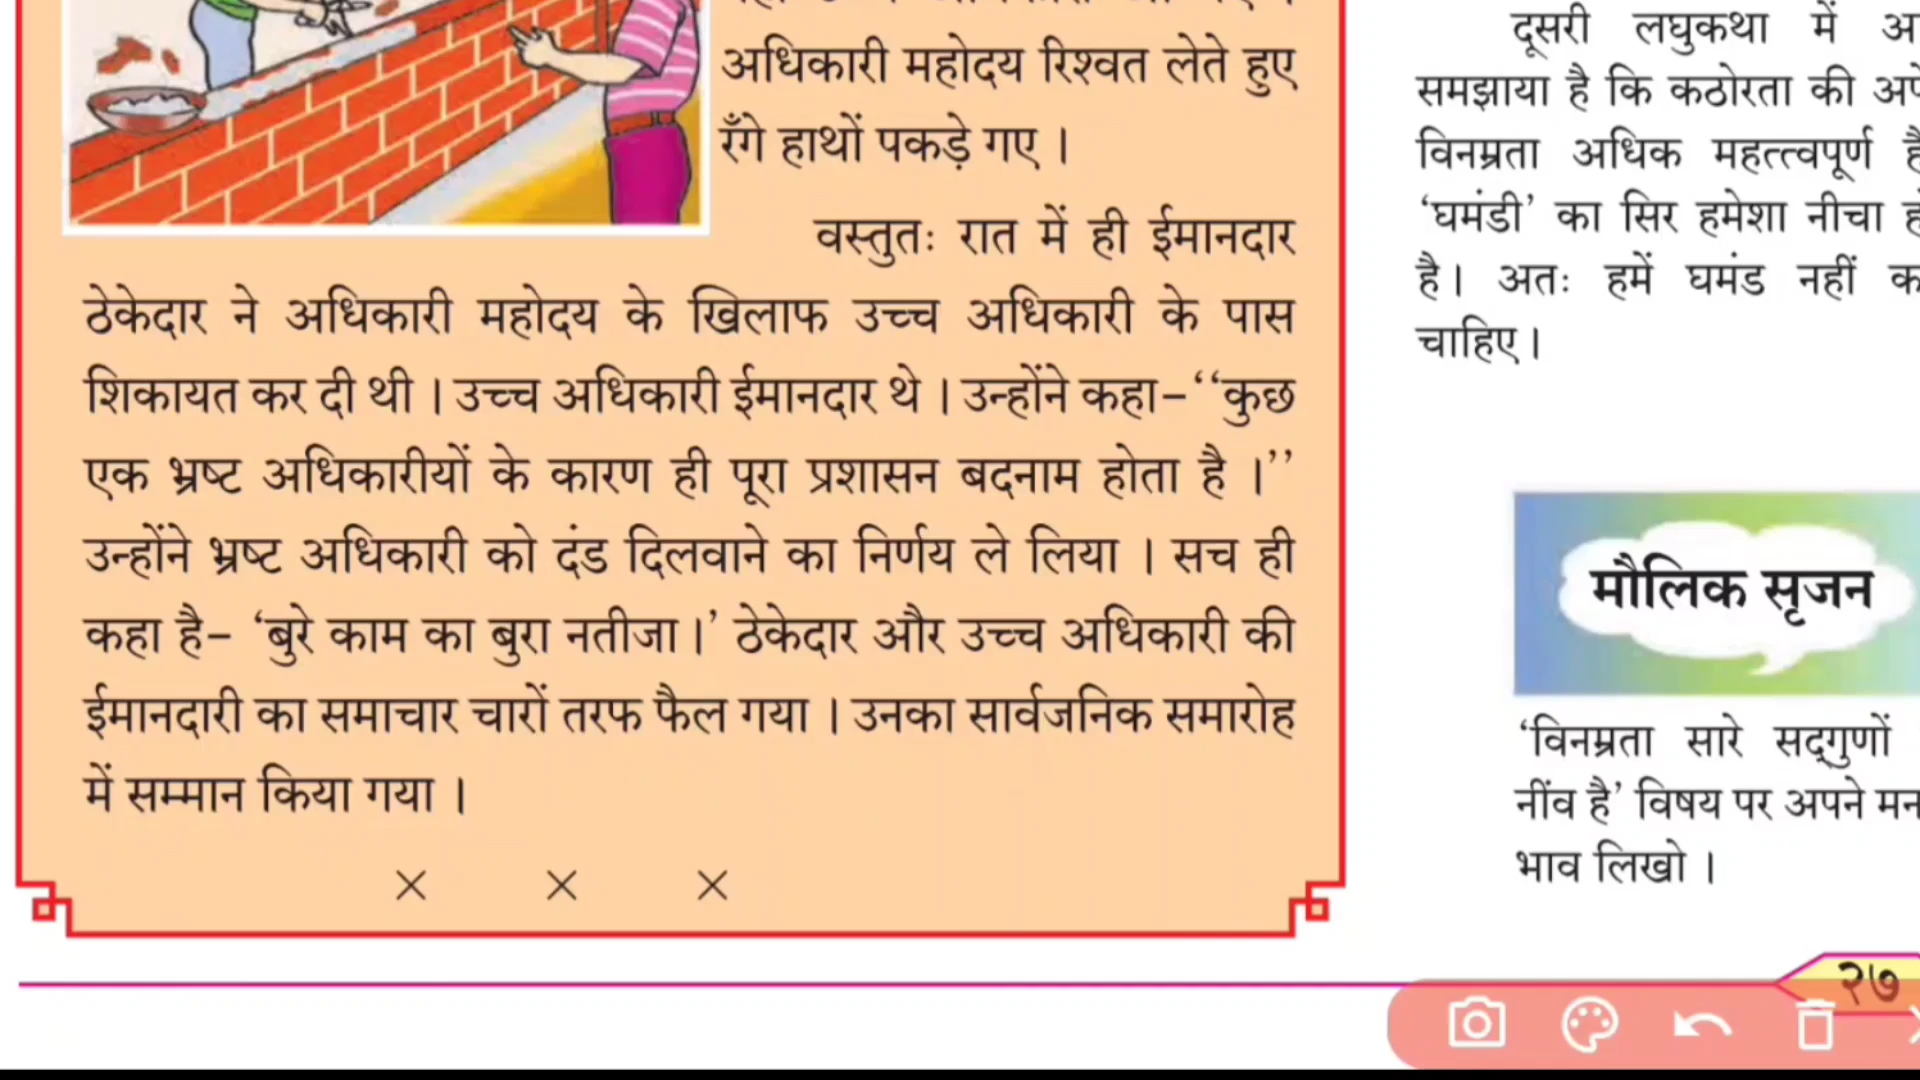 अधिकारी महोदय रिश्वत लेते हुए
रँगे हाथों पकड़े गए ।
वस्तुतः रात में ही ईमानदार
ठेकेदार ने अधिकारी महोदय के खिलाफ उच्च अधिकारी के पास
शिकायत कर दी थी । उच्च अधिकारी ईमानदार थे । उन्होंने कहा– ‘‘कुछ
एक भ्रष्ट अधिकारीयों के कारण ही पूरा प्रशासन बदनाम होता है ।’’
उन्होंने भ्रष्ट अधिकारी को दंड दिलवाने का निर्णय ले लिया । सच ही
कहा है– ‘बुरे काम का बुरा नतीजा।’ ठेकेदार और उच्च अधिकारी की
ईमानदारी का समाचार चारों तरफ फैल गया । उनका सार्वजनिक समारोह
में सम्मान किया गया ।
× × ×
दूसरी लघुकथा में
समझाया है कि कठोरता की
विनम्रता अधिक महत्त्वपूर्ण
‘घमंडी’ का सिर हमेशा नीचा
है। अतः हमें घमंड नहीं
चाहिए।
मौलिक सृजन
‘विनम्रता सारे सद्गुणों
नींव है’ विषय पर अपने मन
भाव लिखो ।
२७